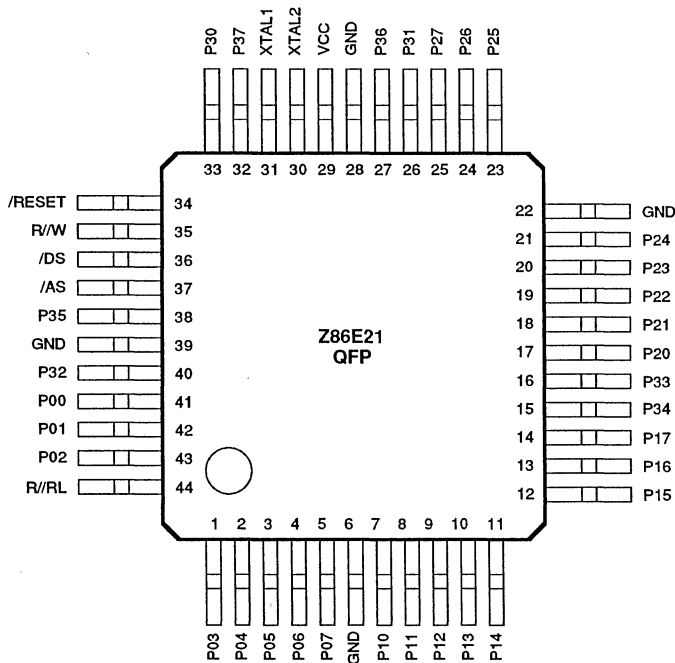 P30 P37 XTAL1 XTAL2 VCC GND P36 P31 P27 P26 P25
33 32 31 30 29 28 27 26 25 24 23
/RESET 34
R//W 35
/DS 36
/AS 37
P35 38
GND 39
P32 40
P00 41
P01 42
P02 43
R//RL 44
Z86E21
QFP
22 GND
21 P24
20 P23
19 P22
18 P21
17 P20
16 P33
15 P34
14 P17
13 P16
12 P15
1 2 3 4 5 6 7 8 9 10 11
P03 P04 P05 P06 P07 GND P10 P11 P12 P13 P14